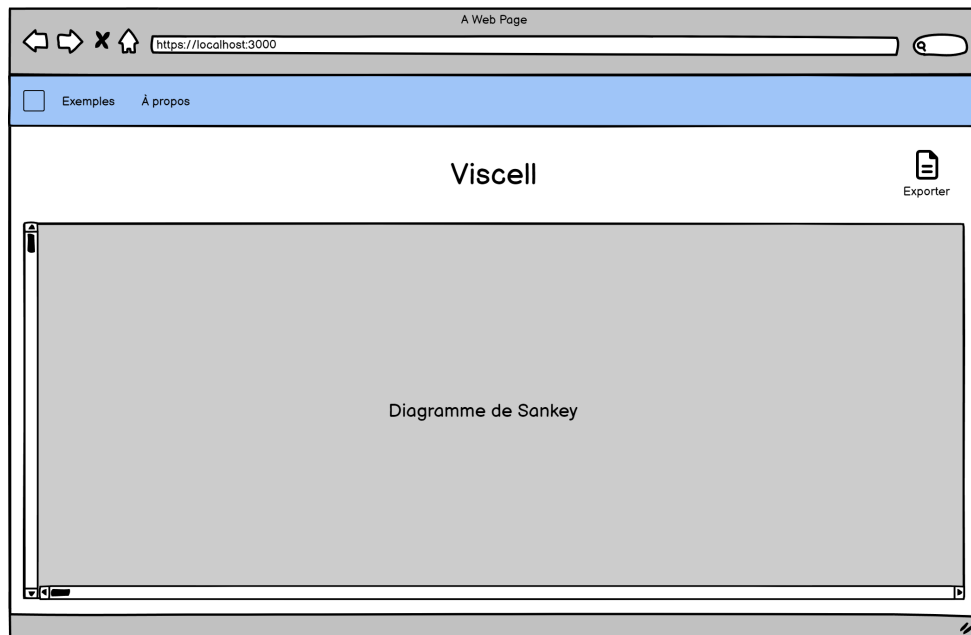 A Web Page
https://localhost:3000
Exemples
À propos
Viscell
Exporter
Diagramme de Sankey